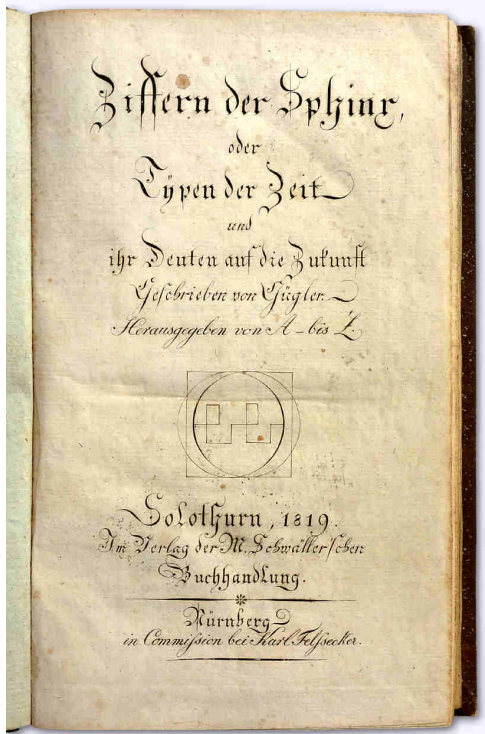 Ziffern der Sphinx,
oder
Typen der Zeit
und
ihr Deuten auf die Zukunft
Geschrieben von Gügler.
Herausgegeben von A – bis Z.
Solothurn, 1819.
Im Verlag der M. Schwäller'schen
Buchhandlung.
Nürnberg
in Commission bei Karl Felssecker.